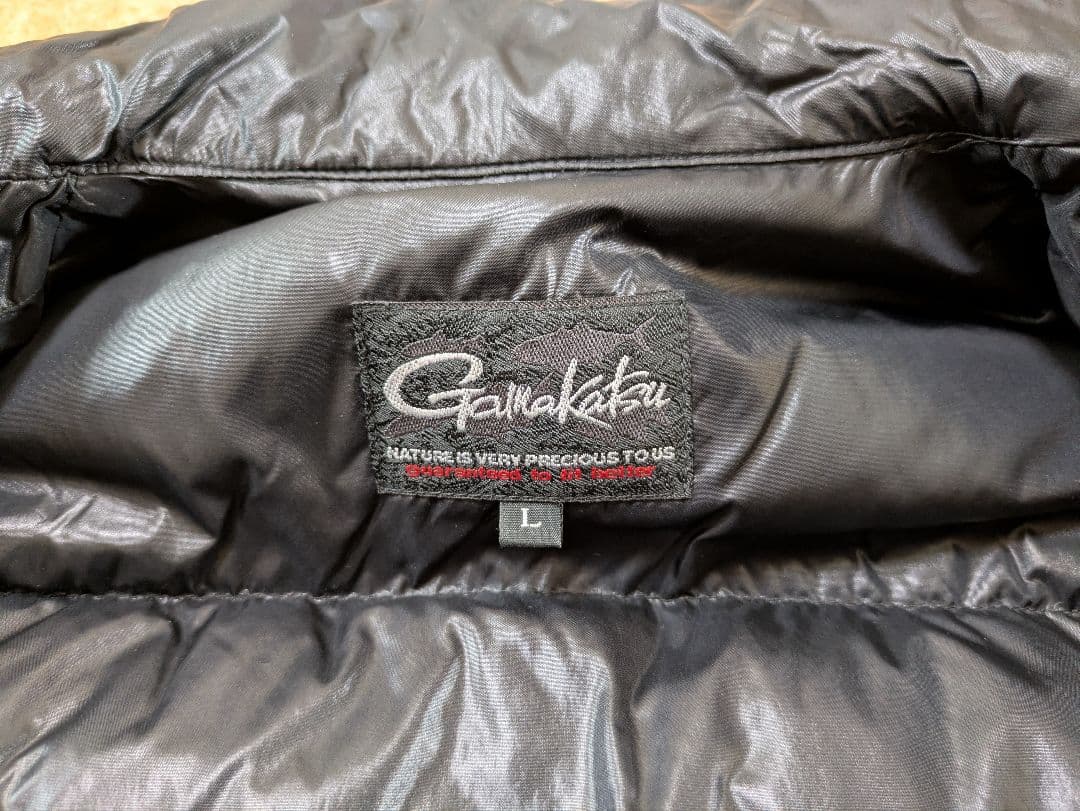 Gamakatsu
NATURE IS VERY PRECIOUS TO US
Guaranteed to fit better
L